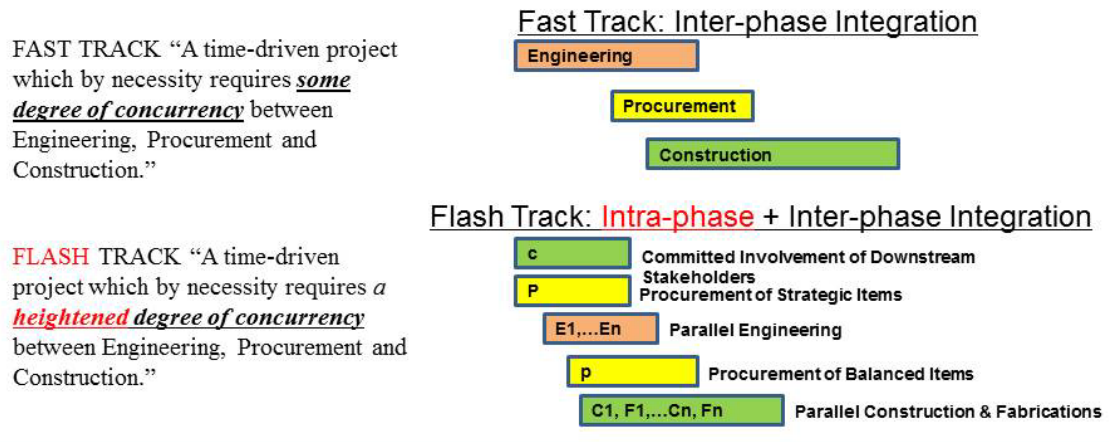 Fast Track: Inter-phase Integration
FAST TRACK “A time-driven project
which by necessity requires some
degree of concurrency between
Engineering, Procurement and
Construction.”
Engineering
Procurement
Construction
Flash Track: Intra-phase + Inter-phase Integration
FLASH TRACK “A time-driven
project which by necessity requires a
heightened degree of concurrency
between Engineering, Procurement and
Construction.”
c
Committed Involvement of Downstream
Stakeholders
P
Procurement of Strategic Items
E1,...En
Parallel Engineering
p
Procurement of Balanced Items
C1, F1,...Cn, Fn
Parallel Construction & Fabrications